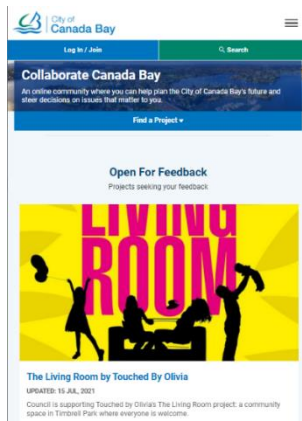 City of
Canada Bay
Log In / Join
Search
Collaborate Canada Bay
An online community where you can help plan the City of Canada Bay's future and
steer decisions on issues that matter to you.
Find a Project
Open For Feedback
Projects seeking your feedback
LIVING
ROOM
The Living Room by Touched By Olivia
UPDATED: 15 JUL, 2021
Council is supporting Touched by Olivia's The Living Room project: a community
space in Timbrell Park where everyone is welcome.